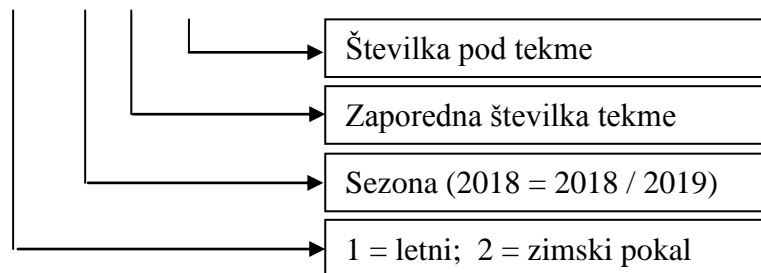 Številka pod tekme
Zaporedna številka tekme
Sezona (2018 = 2018 / 2019)
1 = letni;  2 = zimski pokal